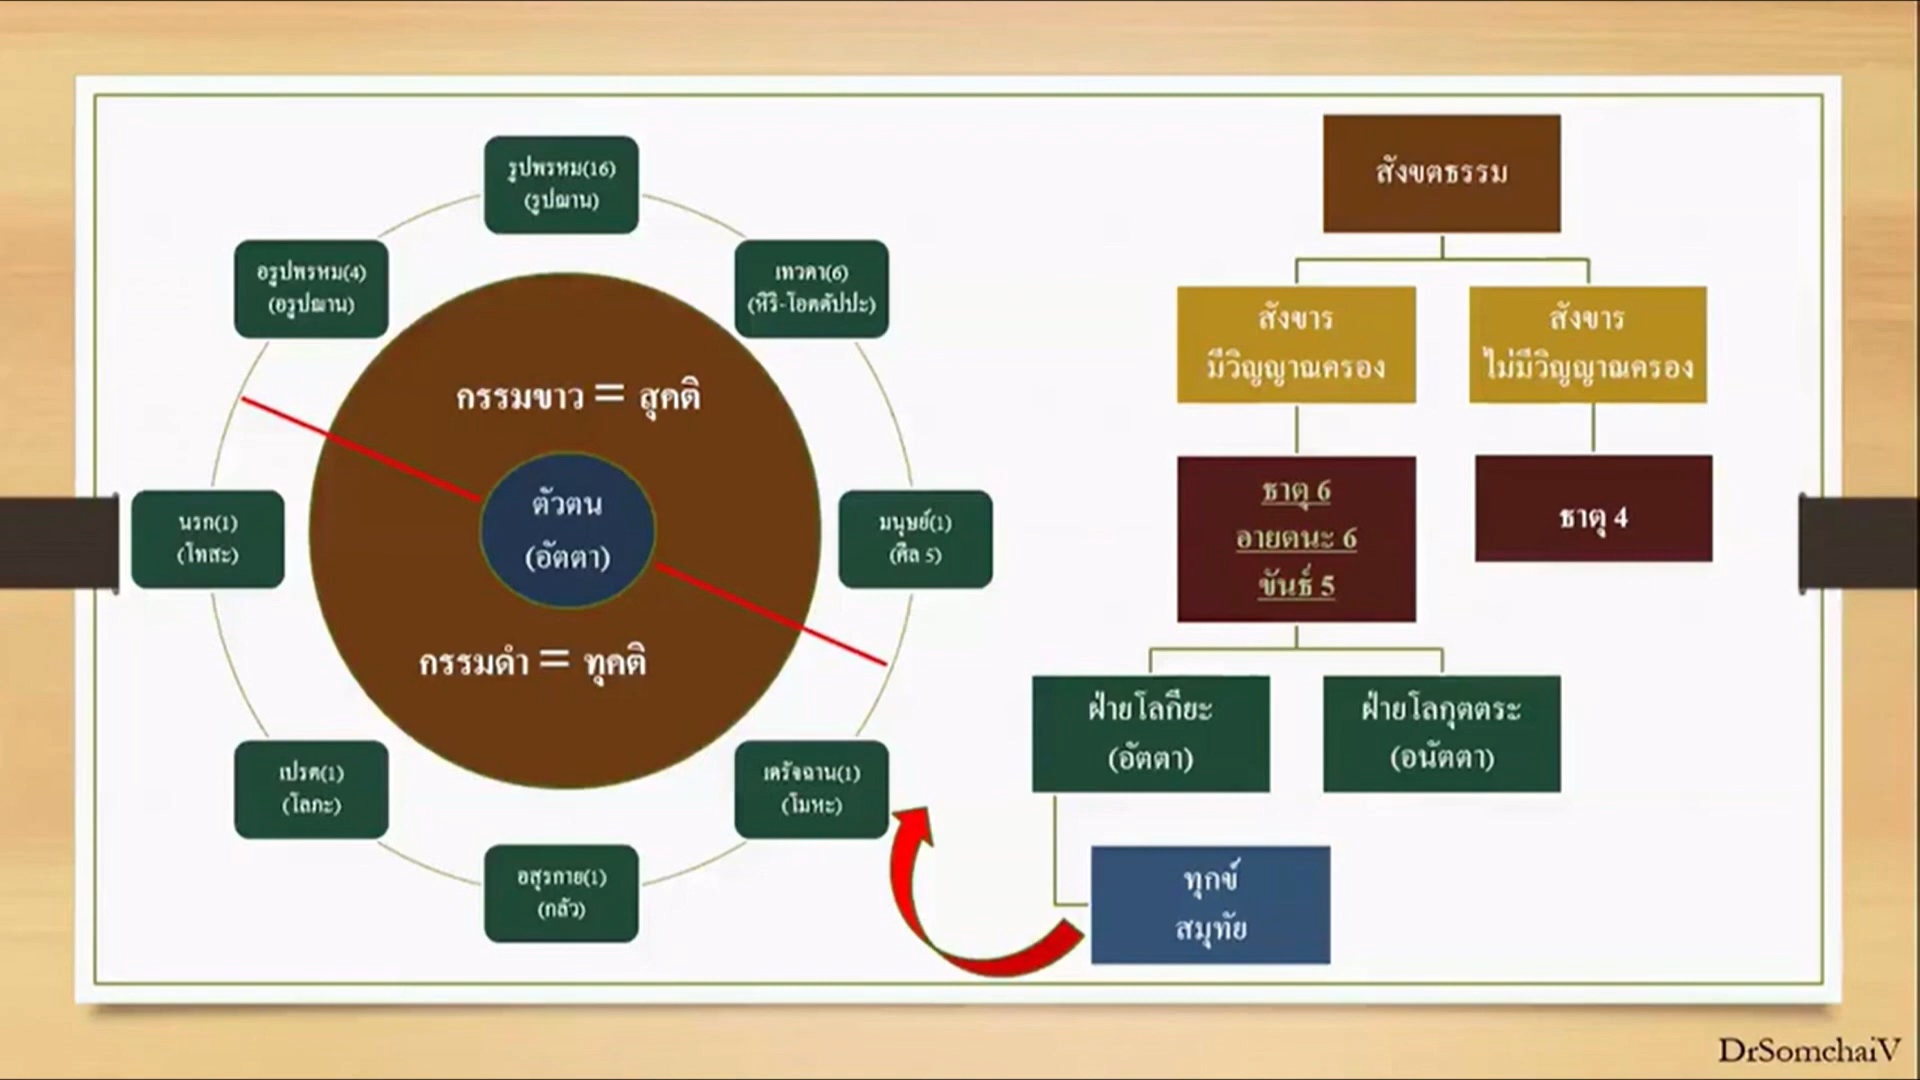 รูปพรหม(16)
(รูปฌาน)
อรูปพรหม(4)
(อรูปฌาน)
เทวดา(6)
(หิริ-โอตตัปปะ)
กรรมขาว = สุคติ
นรก(1)
(โทสะ)
ตัวตน
(อัตตา)
มนุษย์(1)
(ศีล 5)
กรรมดำ = ทุคติ
เปรต(1)
(โลภะ)
เดรัจฉาน(1)
(โมหะ)
อสุรกาย(1)
(กลัว)
สังขตธรรม
สังขาร
มีวิญญาณครอง
สังขาร
ไม่มีวิญญาณครอง
ธาตุ 6
อายตนะ 6
ขันธ์ 5
ธาตุ 4
ฝ่ายโลกียะ
(อัตตา)
ฝ่ายโลกุตตระ
(อนัตตา)
ทุกข์
สมุทัย
DrSomchaiV